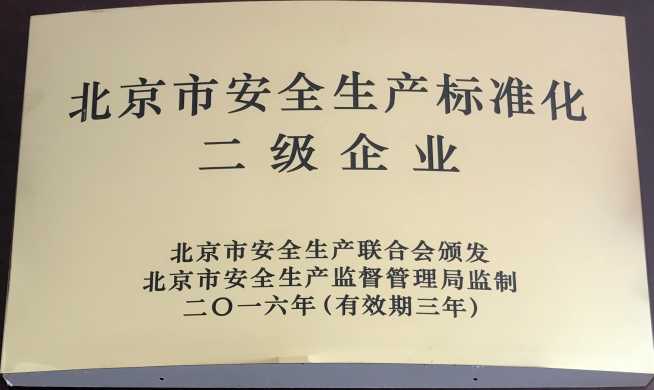 北京市安全生产标准化
二级企业
北京市安全生产联合会颁发
北京市安全生产监督管理局监制
二〇一六年(有效期三年)